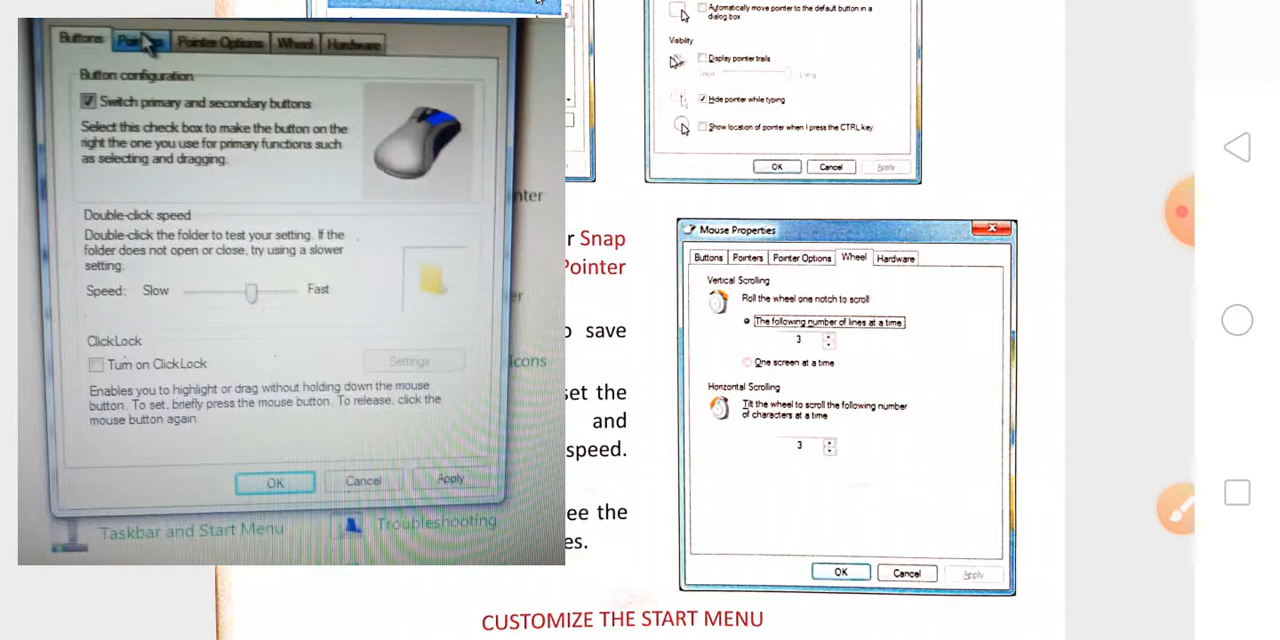 Automatically move pointer to the default button in a
dialog box
Visibility
Display pointer trails
Long
Hide pointer while typing
Show location of pointer when I press the CTRL key
OK Cancel Apply
Buttons Pointers Pointer Options Wheel Hardware
Button configuration
Switch primary and secondary buttons
Select this check box to make the button on the
right the one you use for primary functions such
as selecting and dragging.
Double-click speed
Double-click the folder to test your setting. If the
folder does not open or close, try using a slower
setting.
Speed: Slow Fast
ClickLock
Turn on ClickLock
Settings
Enables you to highlight or drag without holding down the mouse
button. To set, briefly press the mouse button. To release, click the
mouse button again.
OK Cancel Apply
Taskbar and Start Menu Troubleshooting
nter
er
Icons
r Snap
Pointer
o save
set the
and
speed.
ee the
es.
Mouse Properties
Buttons Pointers Pointer Options Wheel Hardware
Vertical Scrolling
Roll the wheel one notch to scroll:
The following number of lines at a time:
3
One screen at a time
Horizontal Scrolling
Tilt the wheel to scroll the following number
of characters at a time:
3
OK Cancel Apply
CUSTOMIZE THE START MENU